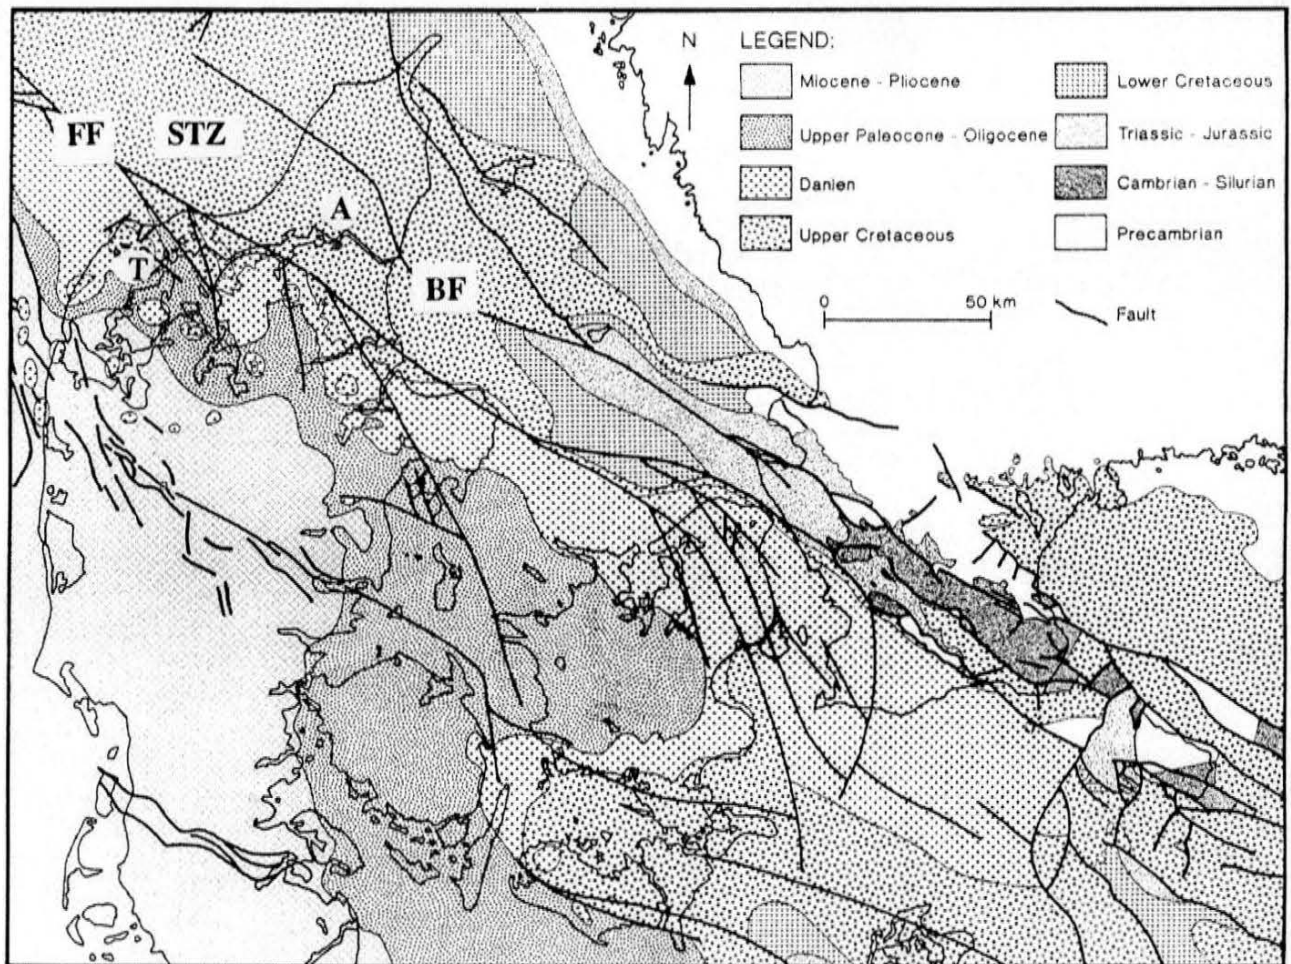 N
LEGEND:
Miocene - Pliocene
Upper Paleocene - Oligocene
Danien
Upper Cretaceous
Lower Cretaceous
Triassic - Jurassic
Cambrian - Silurian
Precambrian
0 50 km
Fault
FF
STZ
A
T
BF